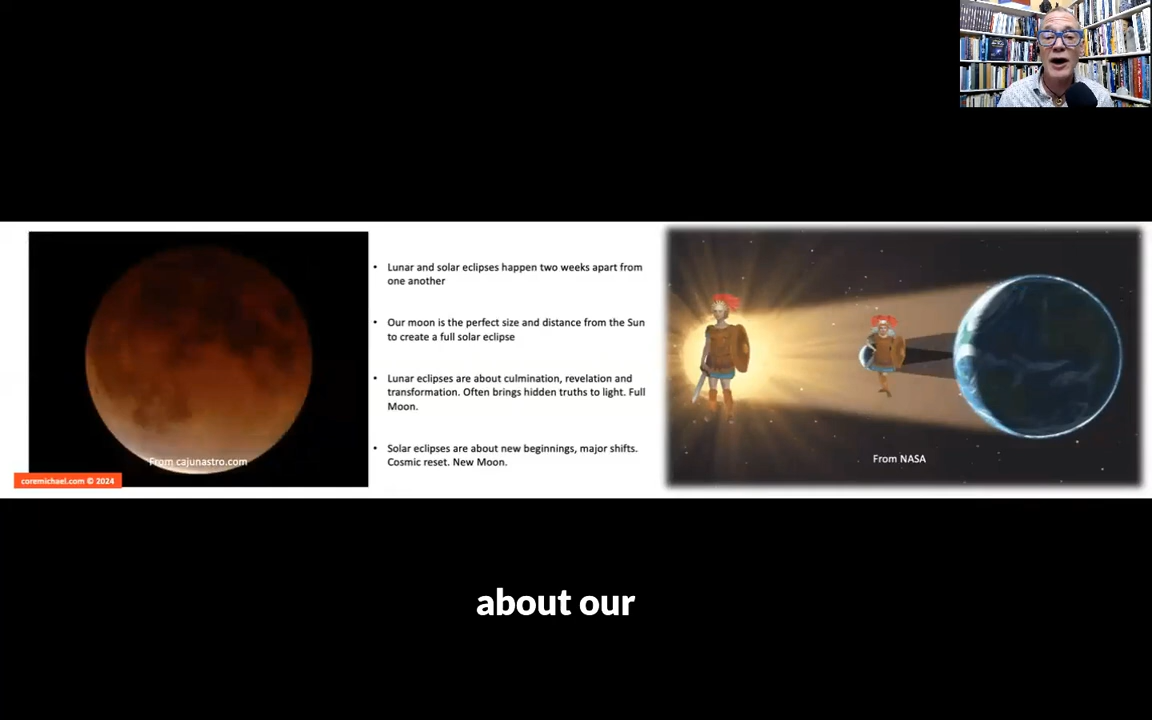 • Lunar and solar eclipses happen two weeks apart from
one another
• Our moon is the perfect size and distance from the Sun
to create a full solar eclipse
• Lunar eclipses are about culmination, revelation and
transformation. Often brings hidden truths to light. Full
Moon.
• Solar eclipses are about new beginnings, major shifts.
Cosmic reset. New Moon.
From cajunastro.com
From NASA
coremichael.com © 2024
about our